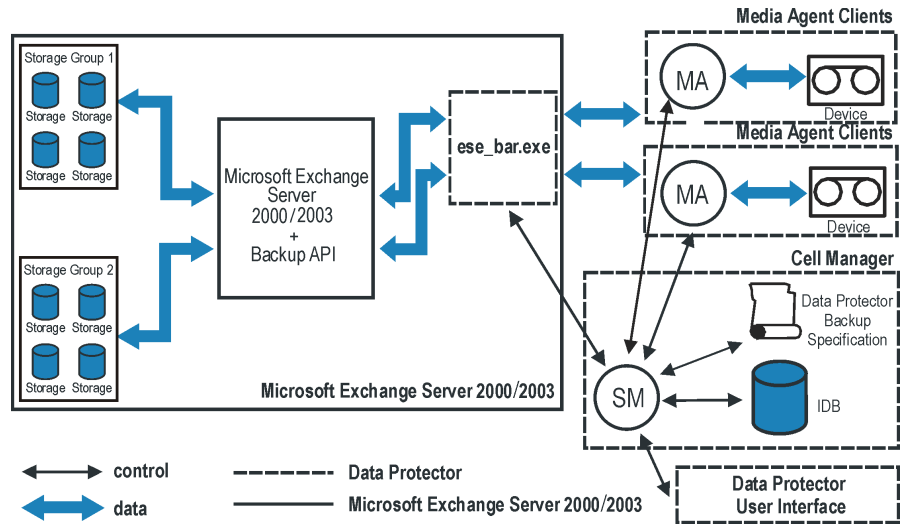 Storage Group 1
Storage
Storage
Storage
Storage
Storage Group 2
Storage
Storage
Storage
Storage
Microsoft Exchange
Server
2000/2003
+
Backup API
ese_bar.exe
Microsoft Exchange Server 2000/2003
Media Agent Clients
MA
Device
Media Agent Clients
MA
Device
Cell Manager
Data Protector
Backup
Specification
SM
IDB
Data Protector
User Interface
control
data
Data Protector
Microsoft Exchange Server 2000/2003